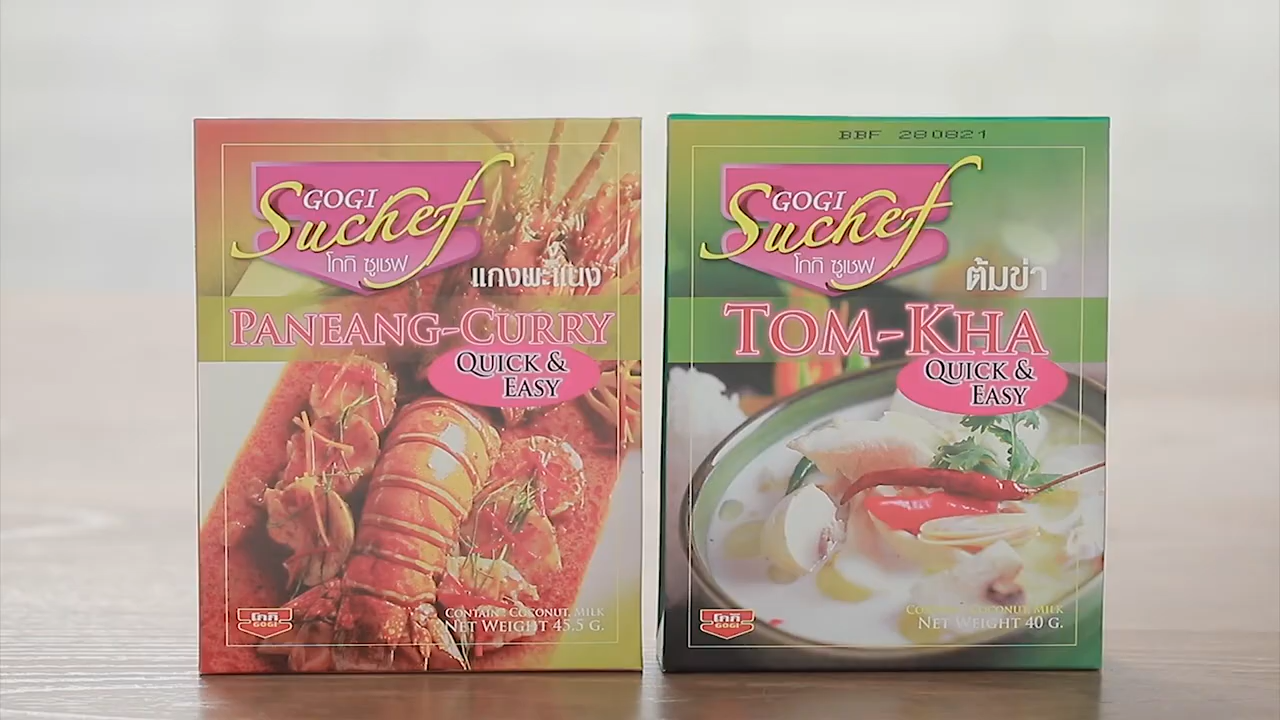 GOGI
Suchef
โกกิ ซูเชฟ
แกงพะแนง
PANEANG-CURRY
QUICK &
EASY
โกกิ
GOGI
CONTAIN : COCONUT, MILK
NET WEIGHT 45.5 G.
BBF 280821
GOGI
Suchef
โกกิ ซูเชฟ
ต้มข่า
TOM-KHA
QUICK &
EASY
โกกิ
GOGI
CONTAIN : COCONUT, MILK
NET WEIGHT 40 G.